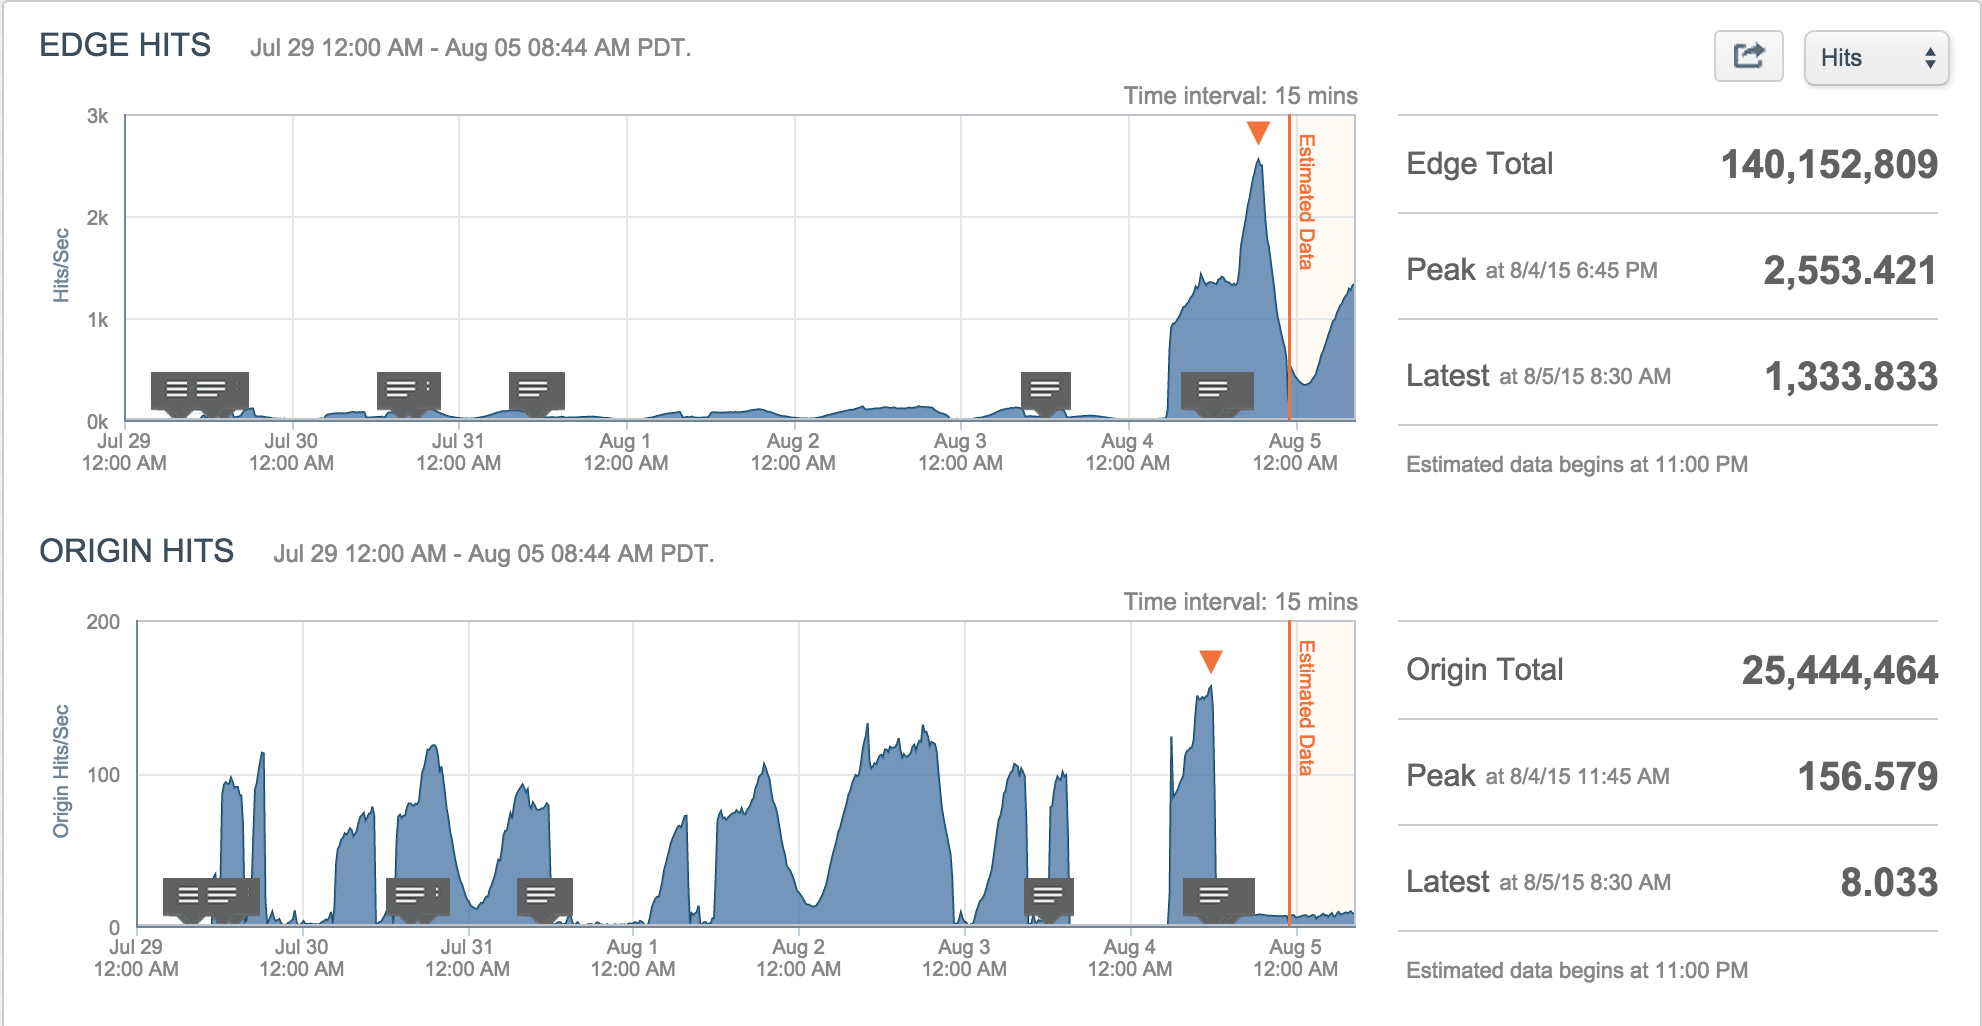 EDGE HITS Jul 29 12:00 AM - Aug 05 08:44 AM PDT.
Hits
Time interval: 15 mins
3k
2k
1k
0k
Hits/Sec
Estimated Data
Jul 29 Jul 30 Jul 31 Aug 1 Aug 2 Aug 3 Aug 4 Aug 5
12:00 AM 12:00 AM 12:00 AM 12:00 AM 12:00 AM 12:00 AM 12:00 AM 12:00 AM
Edge Total 140,152,809
Peak at 8/4/15 6:45 PM 2,553.421
Latest at 8/5/15 8:30 AM 1,333.833
Estimated data begins at 11:00 PM
ORIGIN HITS Jul 29 12:00 AM - Aug 05 08:44 AM PDT.
Time interval: 15 mins
200
100
0
Origin Hits/Sec
Estimated Data
Jul 29 Jul 30 Jul 31 Aug 1 Aug 2 Aug 3 Aug 4 Aug 5
12:00 AM 12:00 AM 12:00 AM 12:00 AM 12:00 AM 12:00 AM 12:00 AM 12:00 AM
Origin Total 25,444,464
Peak at 8/4/15 11:45 AM 156.579
Latest at 8/5/15 8:30 AM 8.033
Estimated data begins at 11:00 PM